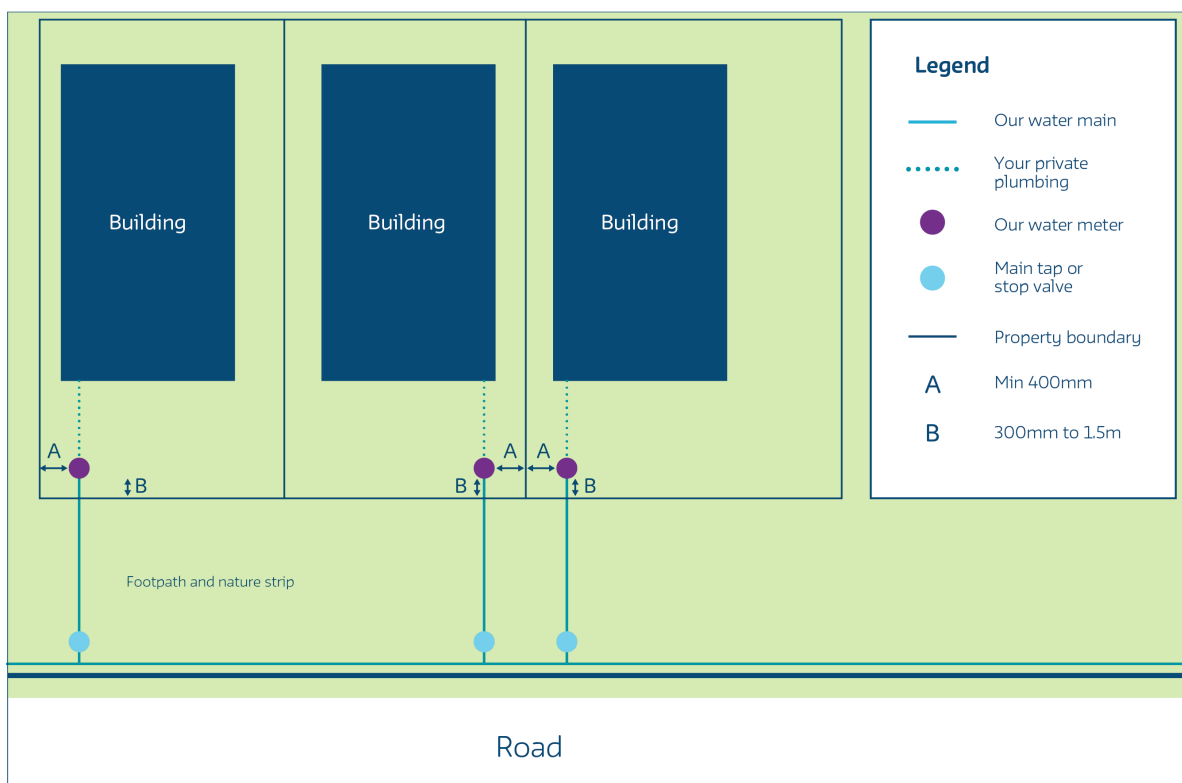 Building
Building
Building
A
A
A
B
B
B
Footpath and nature strip
Road
Legend
Our water main
Your private
plumbing
Our water meter
Main tap or
stop valve
Property boundary
A Min 400mm
B 300mm to 1.5m